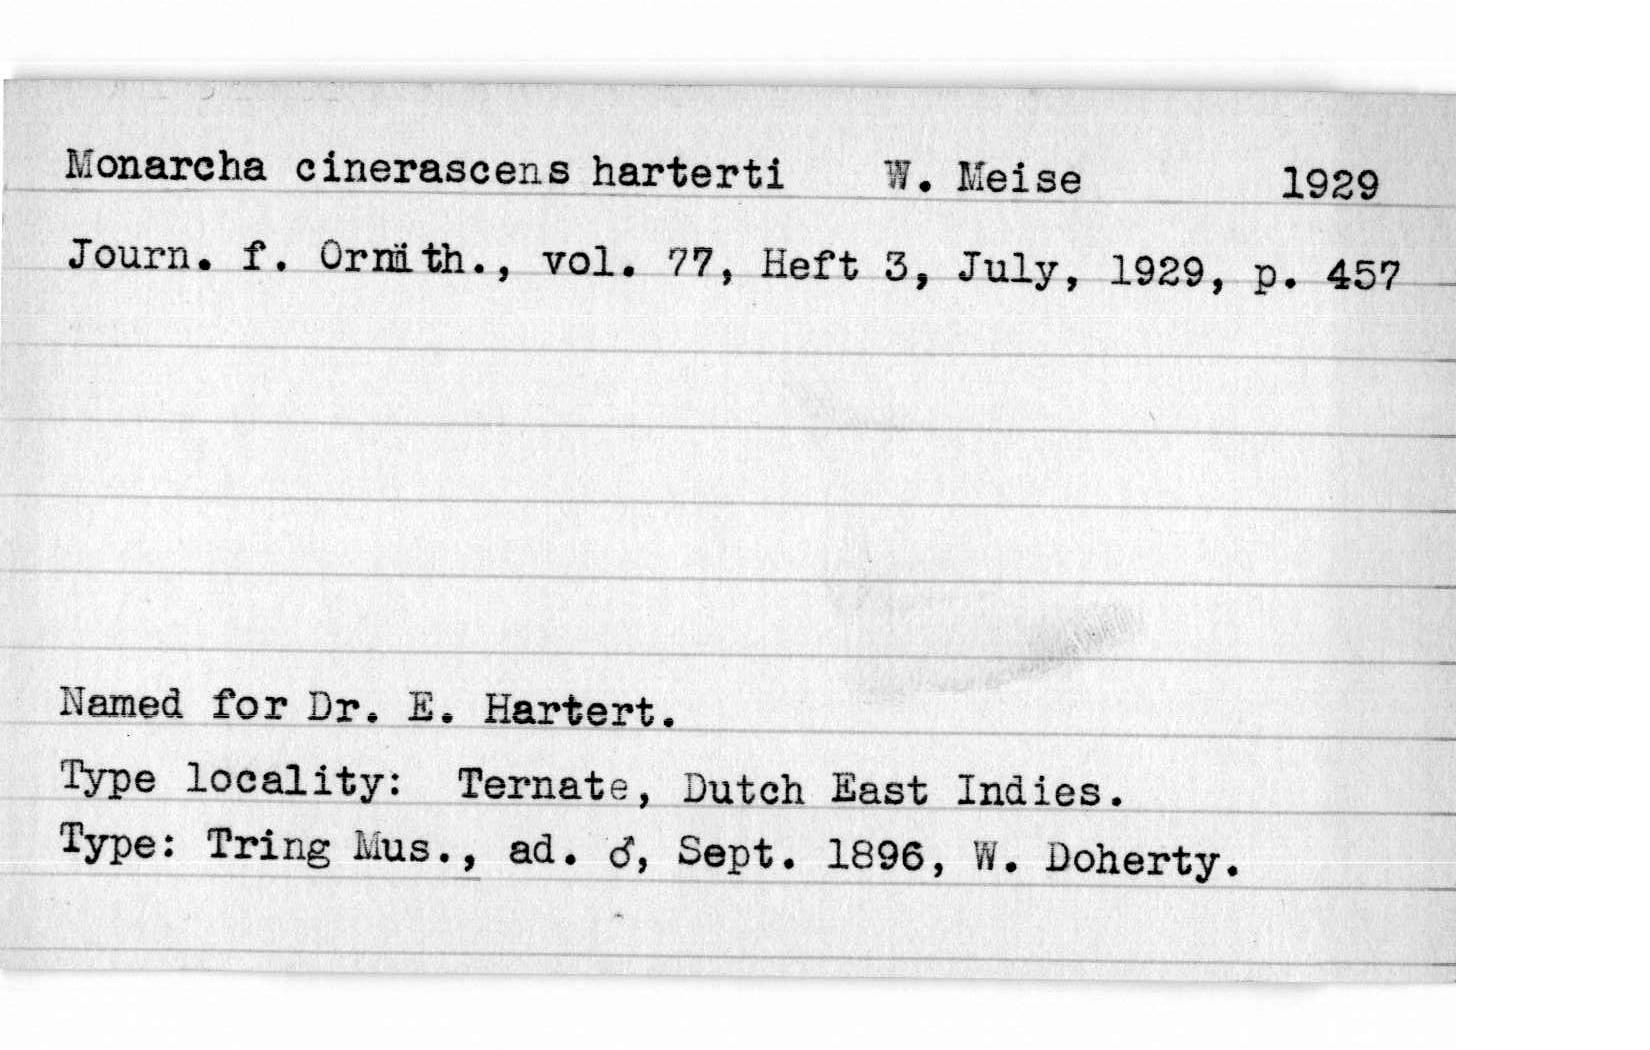 Monarcha cinerascens harterti W. Meise 1929
Journ. f. Ornith., vol. 77, Heft 3, July, 1929, p. 457
Named for Dr. E. Hartert.
Type locality: Ternate, Dutch East Indies.
Type: Tring Mus., ad. ♂, Sept. 1896, W. Doherty.